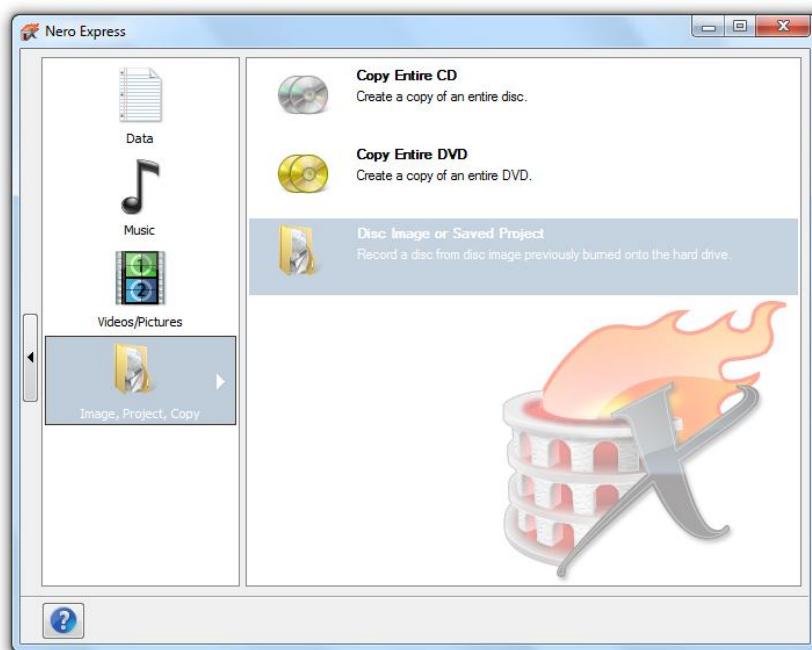 Nero Express
Data
Music
Videos/Pictures
Image, Project, Copy
Copy Entire CD
Create a copy of an entire disc.
Copy Entire DVD
Create a copy of an entire DVD.
Disc Image or Saved Project
Record a disc from disc image previously burned onto the hard drive.